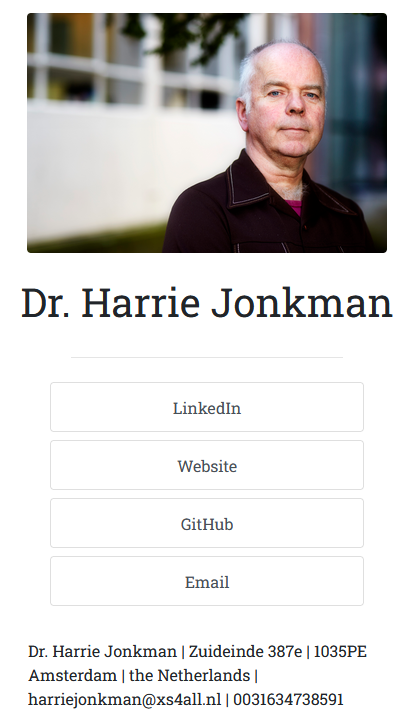 Dr. Harrie Jonkman
LinkedIn
Website
GitHub
Email
Dr. Harrie Jonkman | Zuideinde 387e | 1035PE
Amsterdam | the Netherlands |
harriejonkman@xs4all.nl | 0031634738591